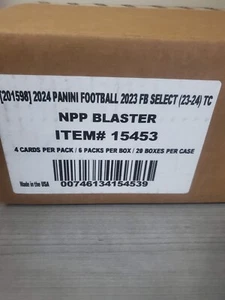 [201598] 2024 PANINI FOOTBALL 2023 FB SELECT (23-24) TC
NPP BLASTER
ITEM# 15453
4 CARDS PER PACK / 6 PACKS PER BOX / 20 BOXES PER CASE
Made in the USA
00746134154539